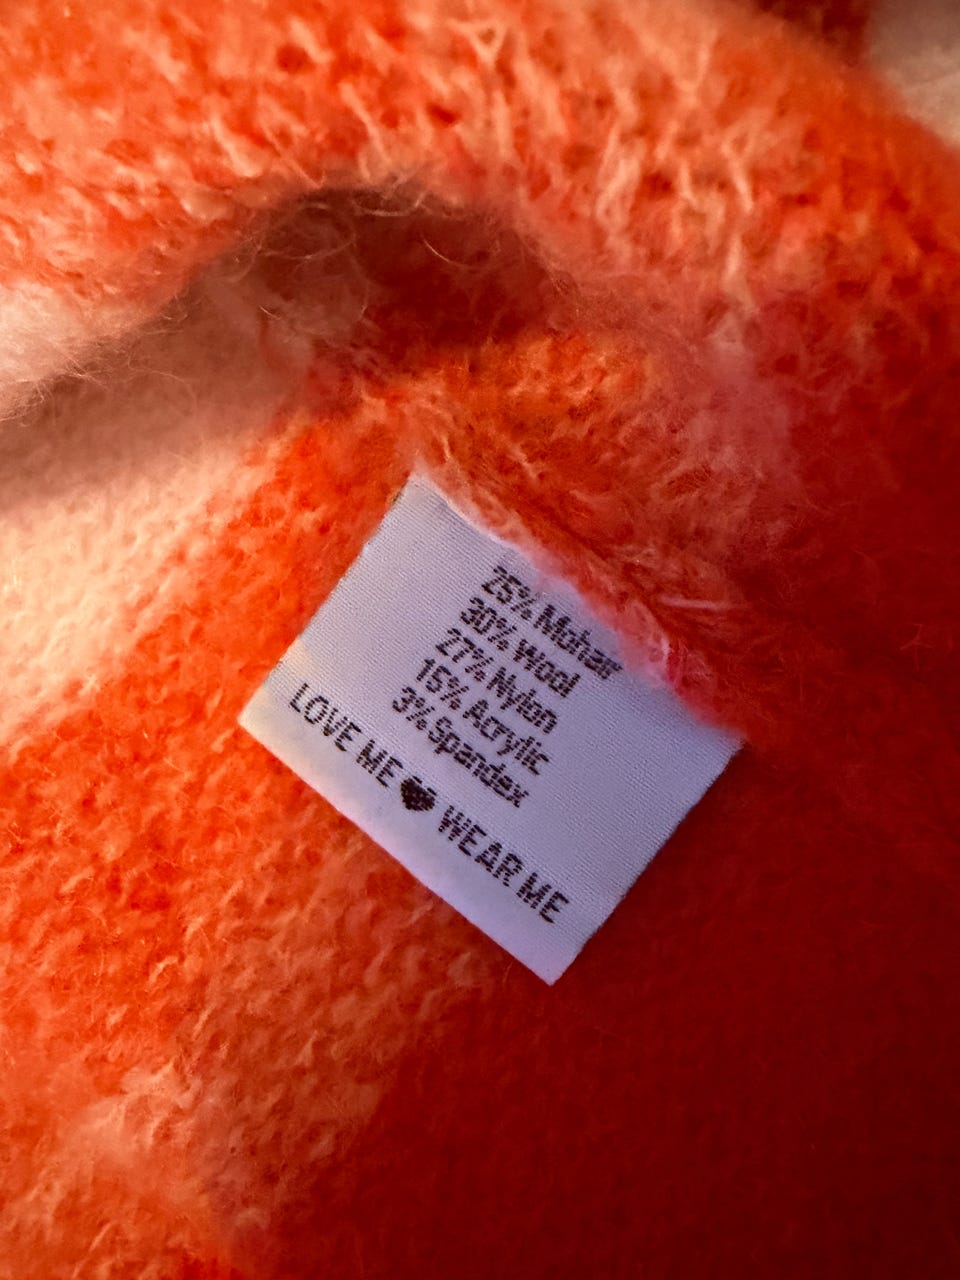 25% Mohair
30% Wool
27% Nylon
15% Acrylic
3% Spandex
LOVE ME ♥ WEAR ME